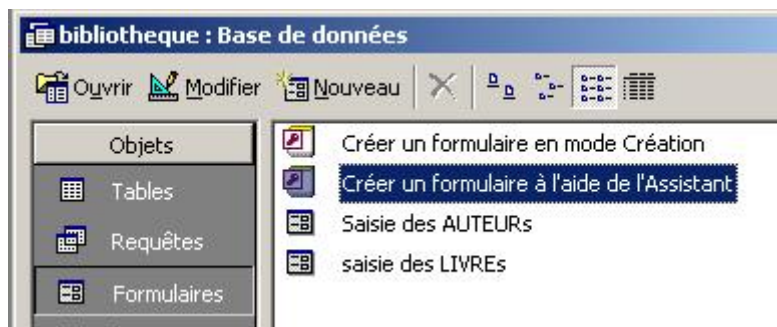 bibliotheque : Base de données
Ouvrir Modifier Nouveau
Objets
Tables
Requêtes
Formulaires
Créer un formulaire en mode Création
Créer un formulaire à l'aide de l'Assistant
Saisie des AUTEURs
saisie des LIVREs